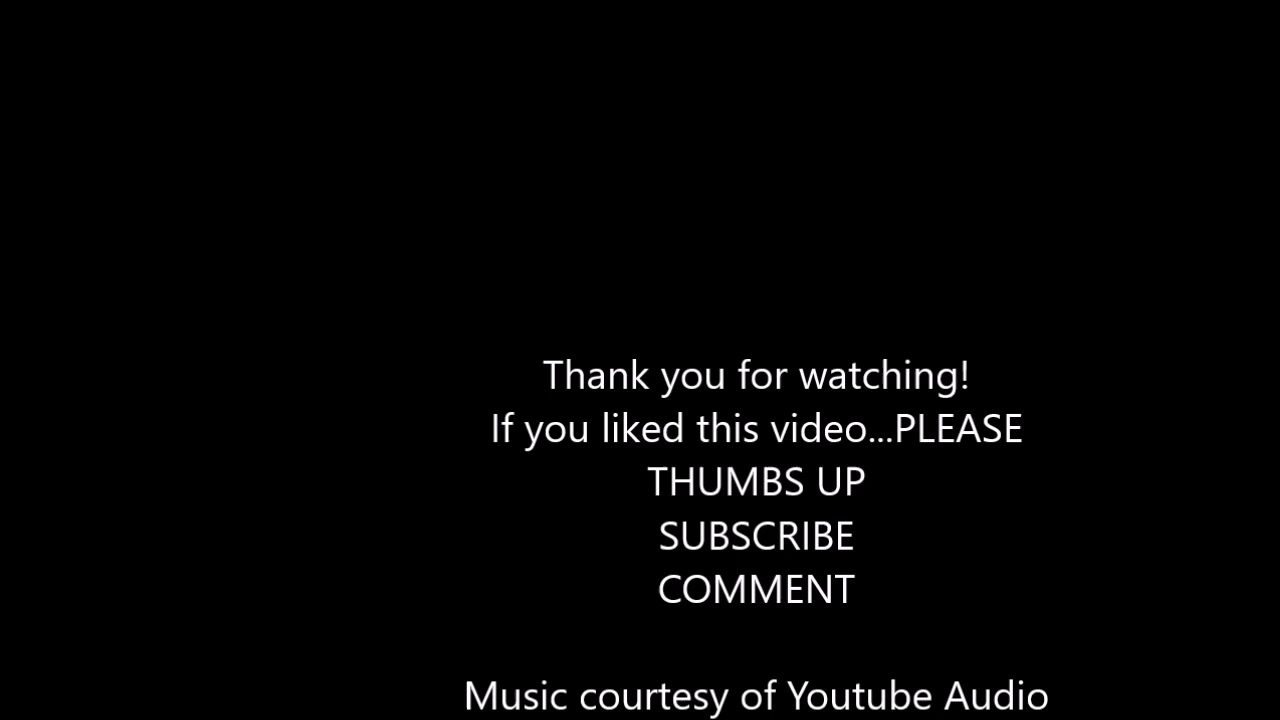 Thank you for watching!
If you liked this video...PLEASE
THUMBS UP
SUBSCRIBE
COMMENT
Music courtesy of Youtube Audio